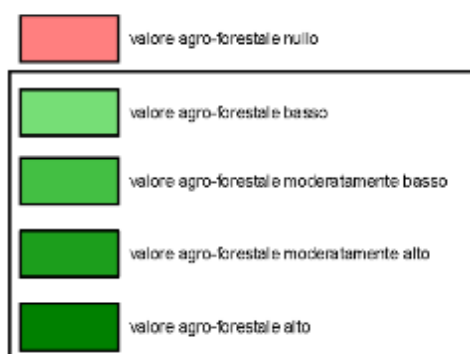 valore agro-forestale nullo
valore agro-forestale basso
valore agro-forestale moderatamente basso
valore agro-forestale moderatamente alto
valore agro-forestale alto